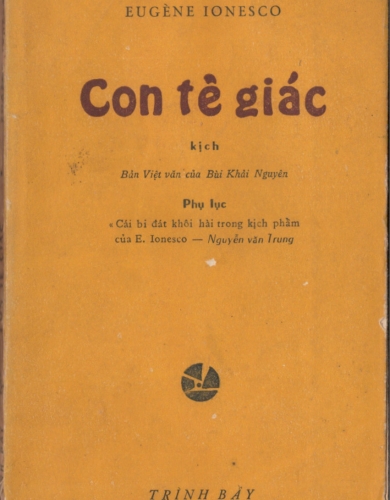 EUGÈNE IONESCO
Con tê giác
kịch
Bản Việt văn của Bùi Khải Nguyên
Phụ lục
« Cái bi đát khôi hài trong kịch phẩm
của E. Ionesco — Nguyễn văn Trung
TRÌNH BẦY